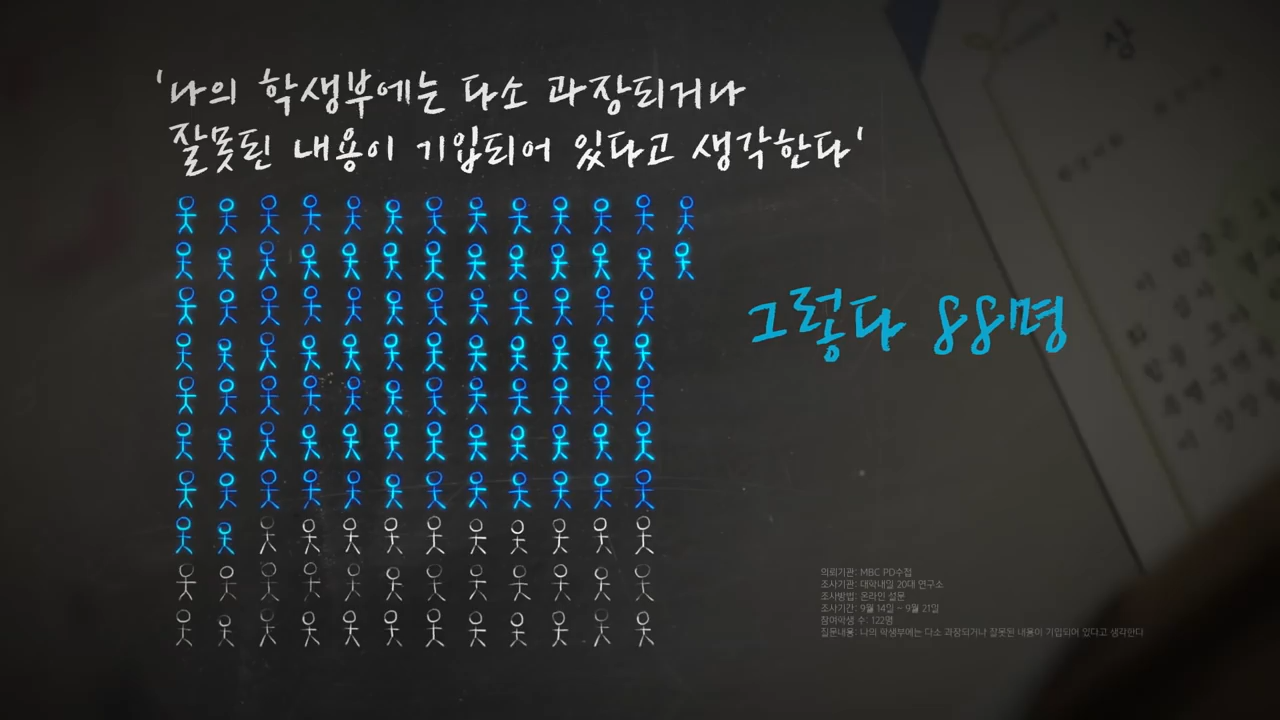 '나의 학생부에는 다소 과장되거나
잘못된 내용이 기입되어 있다고 생각한다'
그렇다 88명
의뢰기관: MBC PD수첩
조사기관: 대학내일 20대 연구소
조사방법: 온라인 설문
조사기간: 9월 14일 ~ 9월 21일
참여학생 수: 122명
질문내용: 나의 학생부에는 다소 과장되거나 잘못된 내용이 기입되어 있다고 생각한다
상